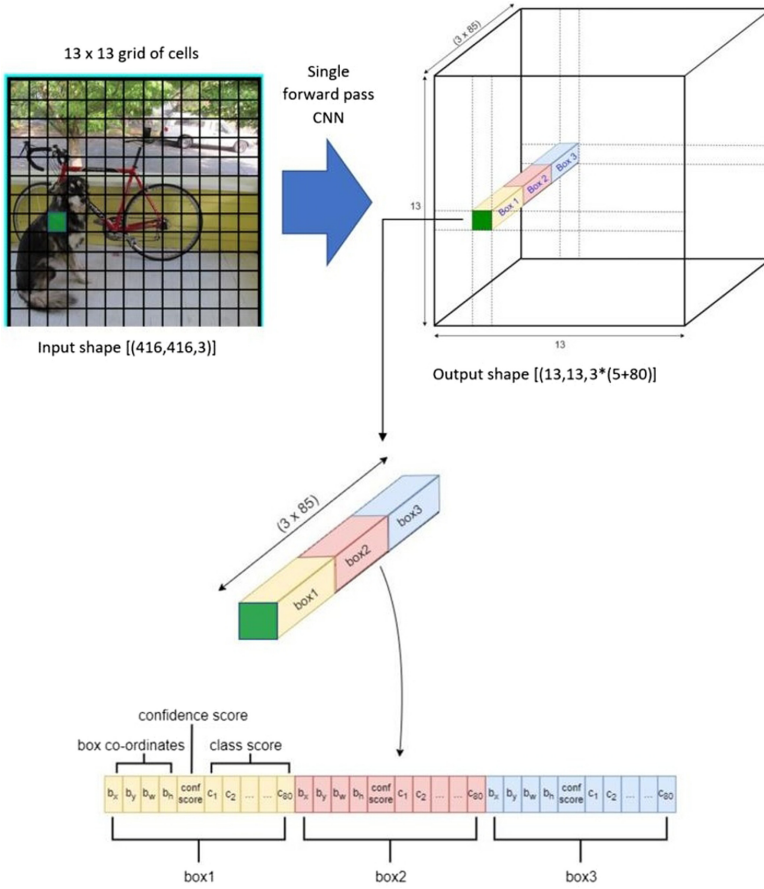 13 x 13 grid of cells
Single
forward pass
CNN
(3 x 85)
Box 1
Box 2
Box 3
13
13
Input shape [(416,416,3)]
Output shape [(13,13,3*(5+80)]
(3 x 85)
box1
box2
box3
confidence score
box co-ordinates
class score
bx by bw bh conf score c1 c2 ... ... c80 bx by bw bh conf score c1 c2 ... ... c80 bx by bw bh conf score c1 c2 ... ... c80
box1
box2
box3